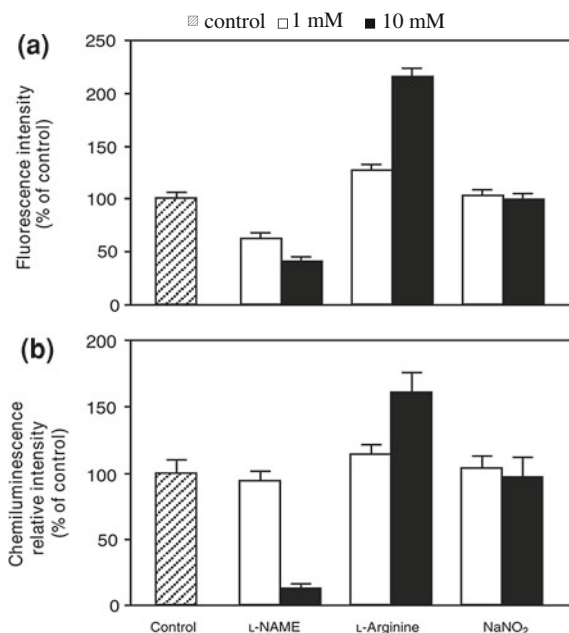 control 1 mM 10 mM
(a)
Fluorescence intensity
(% of control)
250
200
150
100
50
0
(b)
Chemiluminescence
relative intensity
(% of control)
200
150
100
50
0
Control L-NAME L-Arginine NaNO₂